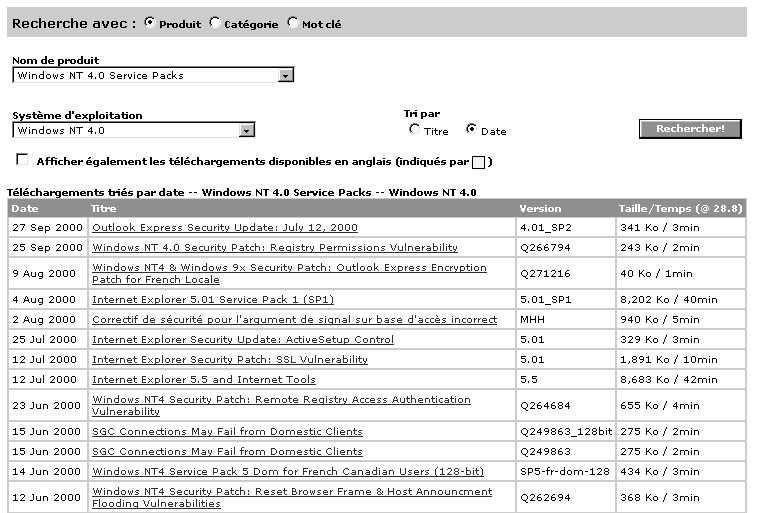 Recherche avec : Produit Catégorie Mot clé
Nom de produit
Windows NT 4.0 Service Packs
Système d'exploitation
Tri par
Windows NT 4.0
Titre Date
Rechercher!
Afficher également les téléchargements disponibles en anglais (indiqués par )
Téléchargements triés par date -- Windows NT 4.0 Service Packs -- Windows NT 4.0
Date Titre Version Taille/Temps (@ 28.8)
27 Sep 2000 Outlook Express Security Update: July 12, 2000 4.01_SP2 341 Ko / 3min
25 Sep 2000 Windows NT 4.0 Security Patch: Registry Permissions Vulnerability Q266794 243 Ko / 2min
9 Aug 2000 Windows NT4 & Windows 9x Security Patch: Outlook Express Encryption
Patch for French Locale Q271216 40 Ko / 1min
4 Aug 2000 Internet Explorer 5.01 Service Pack 1 (SP1) 5.01_SP1 8,202 Ko / 40min
2 Aug 2000 Correctif de sécurité pour l'argument de signal sur base d'accès incorrect MHH 940 Ko / 5min
25 Jul 2000 Internet Explorer Security Update: ActiveSetup Control 5.01 329 Ko / 3min
12 Jul 2000 Internet Explorer Security Patch: SSL Vulnerability 5.01 1,891 Ko / 10min
12 Jul 2000 Internet Explorer 5.5 and Internet Tools 5.5 8,683 Ko / 42min
23 Jun 2000 Windows NT4 Security Patch: Remote Registry Access Authentication
Vulnerability Q264684 655 Ko / 4min
15 Jun 2000 SGC Connections May Fail from Domestic Clients Q249863_128bit 275 Ko / 2min
15 Jun 2000 SGC Connections May Fail from Domestic Clients Q249863 275 Ko / 2min
14 Jun 2000 Windows NT4 Service Pack 5 Dom for French Canadian Users (128-bit) SP5-fr-dom-128 434 Ko / 3min
12 Jun 2000 Windows NT4 Security Patch: Reset Browser Frame & Host Announcment
Flooding Vulnerabilities Q262694 368 Ko / 3min